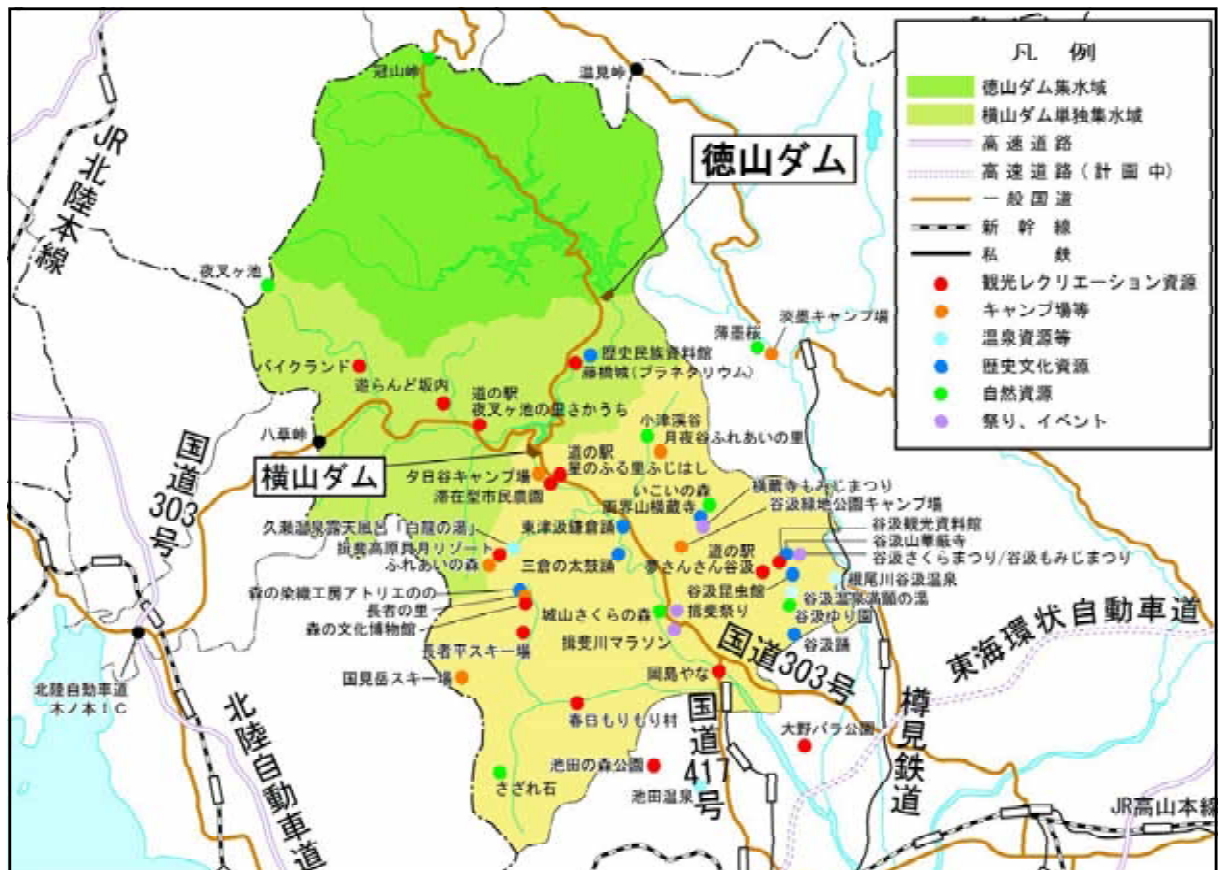 凡 例
徳山ダム集水域
横山ダム単独集水域
高速道路
高速道路(計画中)
一般国道
新幹線
私鉄
観光レクリエーション資源
キャンプ場等
温泉資源等
歴史文化資源
自然資源
祭り、イベント
冠山峠
温見峠
JR北陸本線
徳山ダム
夜叉ヶ池
淡墨キャンプ場
薄墨桜
歴史民族資料館
藤橋城(プラネタリウム)
バイクランド
遊らんど坂内
道の駅
夜叉ヶ池の里さかうち
八草峠
小津渓谷
月夜谷ふれあいの里
国道303号
横山ダム
夕日谷キャンプ場
道の駅
星のふる里ふじはし
滞在型市民農園
いこいの森
両界山横蔵寺
横蔵寺もみじまつり
谷汲緑地公園キャンプ場
久瀬温泉露天風呂「白龍の湯」
東津汲鎌倉踊
谷汲観光資料館
谷汲山華厳寺
谷汲さくらまつり/谷汲もみじまつり
揖斐高原貝月リゾート
ふれあいの森
三倉の太鼓踊
道の駅
夢さんさん谷汲
谷汲昆虫館
根尾川谷汲温泉
谷汲温泉満願の湯
谷汲ゆり園
谷汲踊
森の染織工房アトリエのの
長者の里
森の文化博物館
城山さくらの森
揖斐祭り
揖斐川マラソン
長者平スキー場
国見岳スキー場
国道303号
東海環状自動車道
岡島やな
北陸自動車道
木ノ本IC
北陸自動車道
春日もりもり村
国道417号
大野バラ公園
樽見鉄道
さざれ石
池田の森公園
池田温泉
JR高山本線